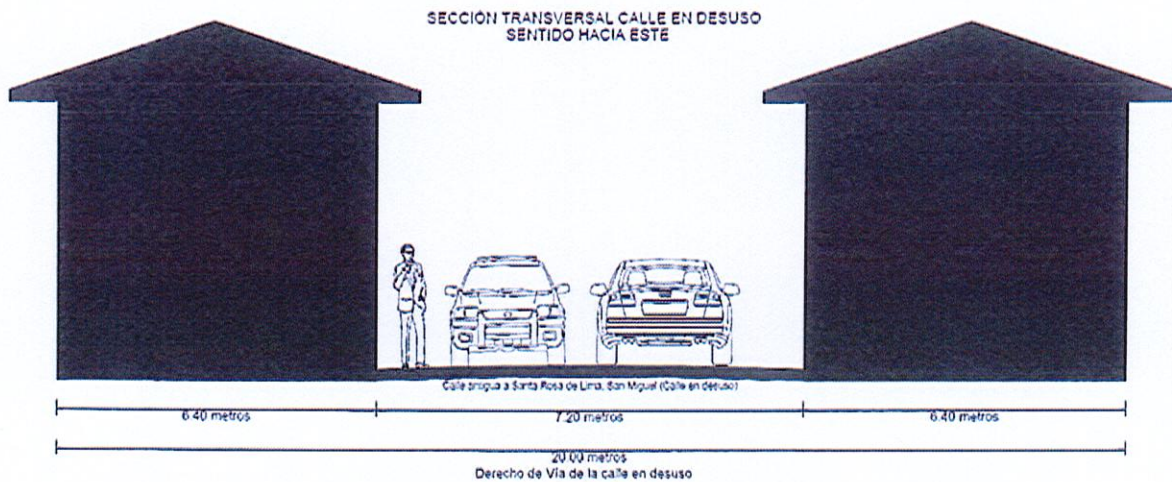 SECCIÓN TRANSVERSAL CALLE EN DESUSO
SENTIDO HACIA ESTE
Calle antigua a Santa Rosa de Lima, San Miguel (Calle en desuso)
6.40 metros
7.20 metros
6.40 metros
20.00 metros
Derecho de Vía de la calle en desuso